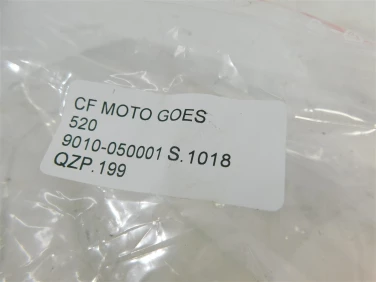 CF MOTO GOES
520
9010-050001 S.1018
QZP.199